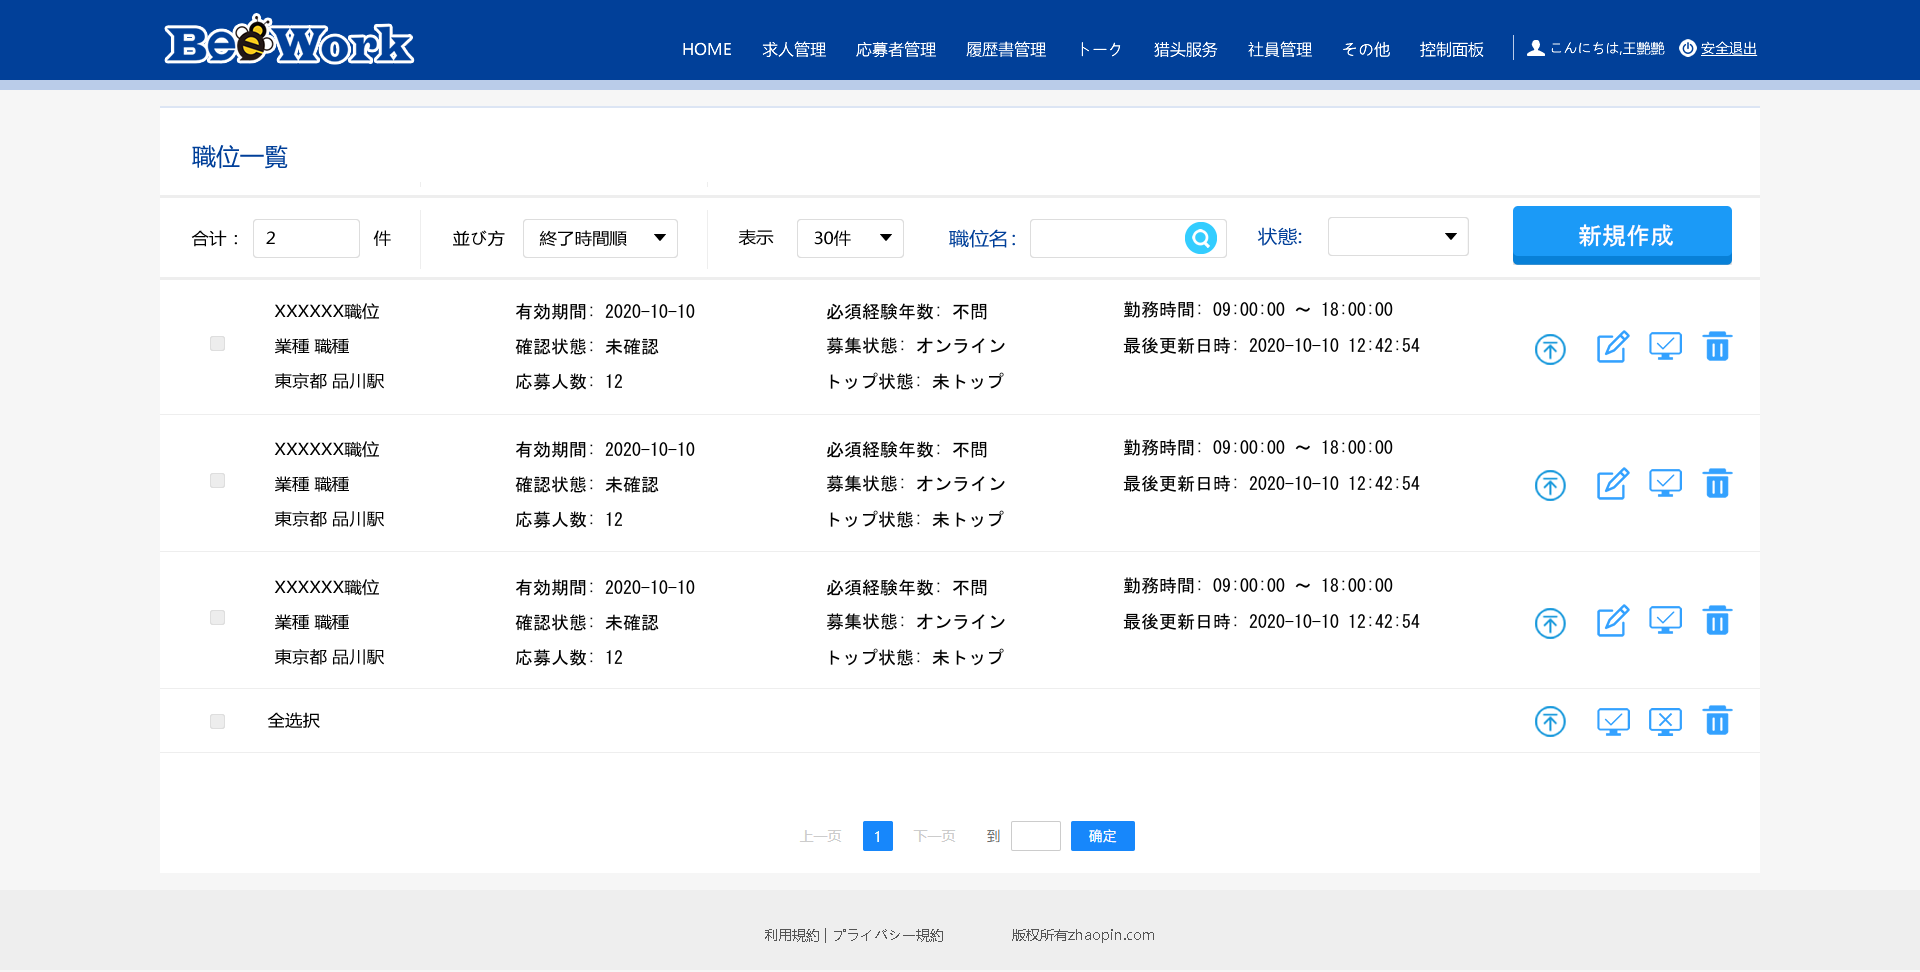 BeeWork HOME 求人管理 応募者管理 履歴書管理 トーク 猎头服务 社員管理 その他 控制面板 こんにちは,王艶艶 安全退出
職位一覧
合计： 2 件 並び方 終了時間順 表示 30件 職位名： 状態: 新規作成
XXXXXX職位 有効期間: 2020-10-10 必須経験年数: 不問 勤務時間: 09:00:00 ～ 18:00:00
業種 職種 確認状態: 未確認 募集状態: オンライン 最後更新日時: 2020-10-10 12:42:54
東京都 品川駅 応募人数: 12 トップ状態: 未トップ
XXXXXX職位 有効期間: 2020-10-10 必須経験年数: 不問 勤務時間: 09:00:00 ～ 18:00:00
業種 職種 確認状態: 未確認 募集状態: オンライン 最後更新日時: 2020-10-10 12:42:54
東京都 品川駅 応募人数: 12 トップ状態: 未トップ
XXXXXX職位 有効期間: 2020-10-10 必須経験年数: 不問 勤務時間: 09:00:00 ～ 18:00:00
業種 職種 確認状態: 未確認 募集状態: オンライン 最後更新日時: 2020-10-10 12:42:54
東京都 品川駅 応募人数: 12 トップ状態: 未トップ
全选択
上一页 1 下一页 到 确定
利用規約 | プライバシー規約 版权所有zhaopin.com